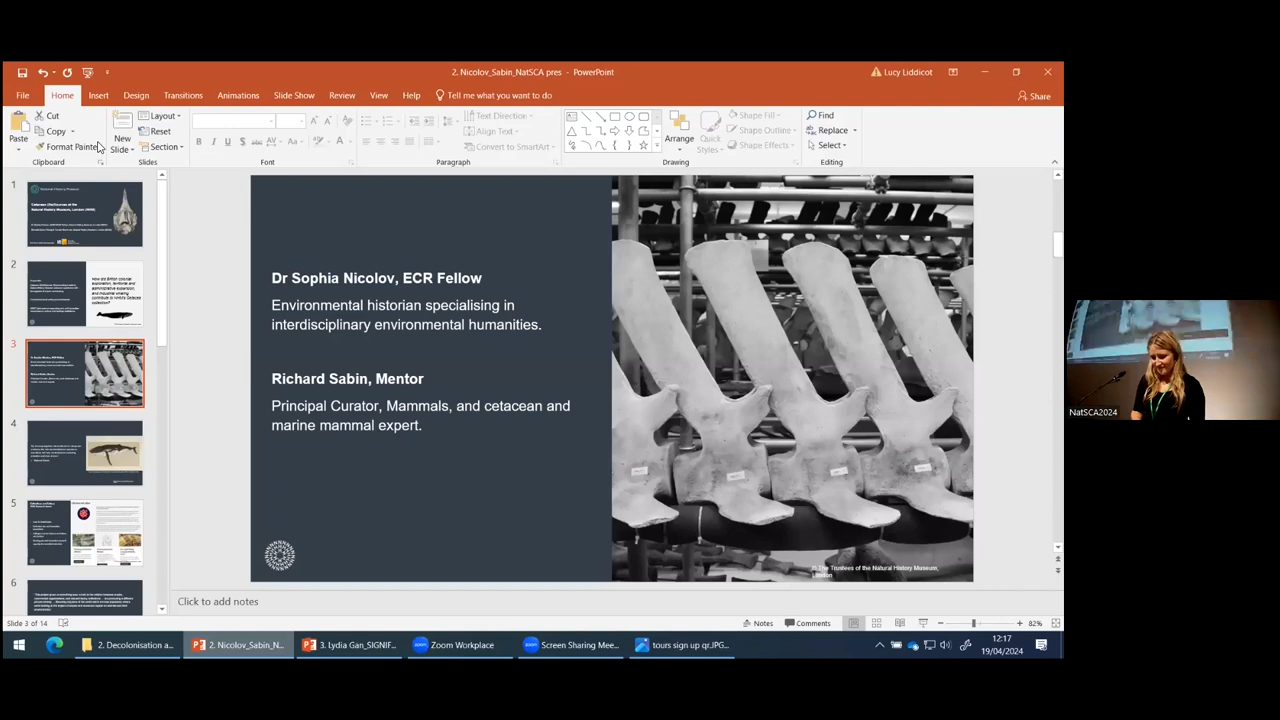 2. Nicolov_Sabin_NatSCA pres - PowerPoint
Lucy Liddicot
File Home Insert Design Transitions Animations Slide Show Review View Help Tell me what you want to do
Share
Paste
Cut
Copy
Format Painter
Clipboard
New Slide
Layout
Reset
Section
Slides
Font
Text Direction
Align Text
Convert to SmartArt
Paragraph
Arrange
Quick Styles
Shape Fill
Shape Outline
Shape Effects
Drawing
Find
Replace
Select
Editing
1
2
3
4
5
6
Dr Sophia Nicolov, ECR Fellow
Environmental historian specialising in
interdisciplinary environmental humanities.
Richard Sabin, Mentor
Principal Curator, Mammals, and cetacean and
marine mammal expert.
© The Trustees of the Natural History Museum,
London
NatSCA2024
Click to add notes
Slide 3 of 14
Notes
Comments
82%
2. Decolonisation a...
2. Nicolov_Sabin_N...
3. Lydia Gan_SIGNIF...
Zoom Workplace
Screen Sharing Mee...
tours sign up qr.JPG...
12:17
19/04/2024